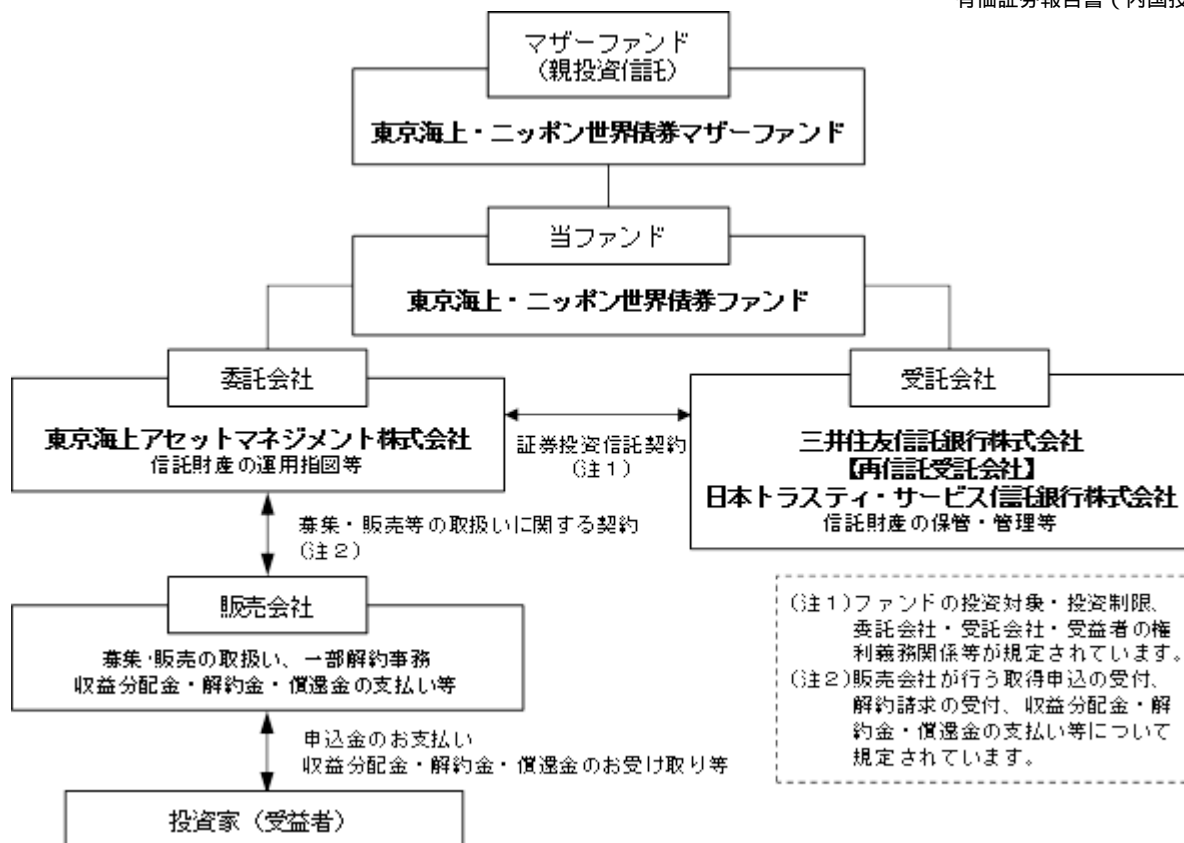 有価証券報告書（内国投
マザーファンド
（親投資信託）
東京海上・ニッポン世界債券マザーファンド
当ファンド
東京海上・ニッポン世界債券ファンド
委託会社
東京海上アセットマネジメント株式会社
信託財産の運用指図等
証券投資信託契約
（注１）
受託会社
三井住友信託銀行株式会社
【再信託受託会社】
日本トラスティ・サービス信託銀行株式会社
信託財産の保管・管理等
募集・販売等の取扱いに関する契約
（注２）
販売会社
募集・販売の取扱い、一部解約事務
収益分配金・解約金・償還金の支払い等
申込金のお支払い
収益分配金・解約金・償還金のお受け取り等
投資家（受益者）
（注１）ファンドの投資対象・投資制限、
委託会社・受託会社・受益者の権
利義務関係等が規定されています。
（注２）販売会社が行う取得申込の受付、
解約請求の受付、収益分配金・解
約金・償還金の支払い等について
規定されています。